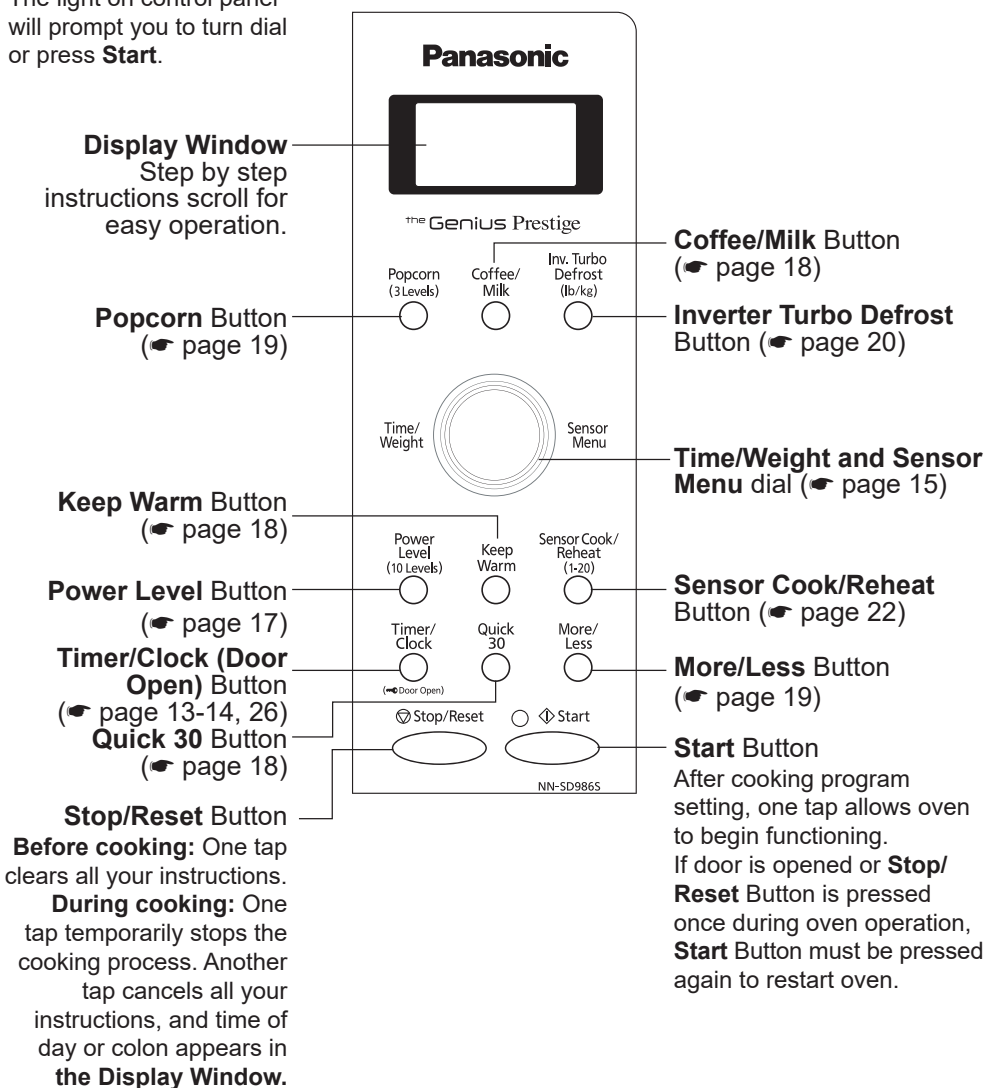 The light on control panel
will prompt you to turn dial
or press Start.
Display Window
Step by step
instructions scroll for
easy operation.
Popcorn Button
(☛ page 19)
Keep Warm Button
(☛ page 18)
Power Level Button
(☛ page 17)
Timer/Clock (Door
Open) Button
(☛ page 13-14, 26)
Quick 30 Button
(☛ page 18)
Stop/Reset Button
Before cooking: One tap
clears all your instructions.
During cooking: One
tap temporarily stops the
cooking process. Another
tap cancels all your
instructions, and time of
day or colon appears in
the Display Window.
Panasonic
the Genius Prestige
Popcorn
(3 Levels)
Coffee/
Milk
Inv. Turbo
Defrost
(lb/kg)
Time/
Weight
Sensor
Menu
Power
Level
(10 Levels)
Keep
Warm
Sensor Cook/
Reheat
(1-20)
Timer/
Clock
(Door Open)
Quick
30
More/
Less
Stop/Reset
Start
NN-SD986S
Coffee/Milk Button
(☛ page 18)
Inverter Turbo Defrost
Button (☛ page 20)
Time/Weight and Sensor
Menu dial (☛ page 15)
Sensor Cook/Reheat
Button (☛ page 22)
More/Less Button
(☛ page 19)
Start Button
After cooking program
setting, one tap allows oven
to begin functioning.
If door is opened or Stop/
Reset Button is pressed
once during oven operation,
Start Button must be pressed
again to restart oven.